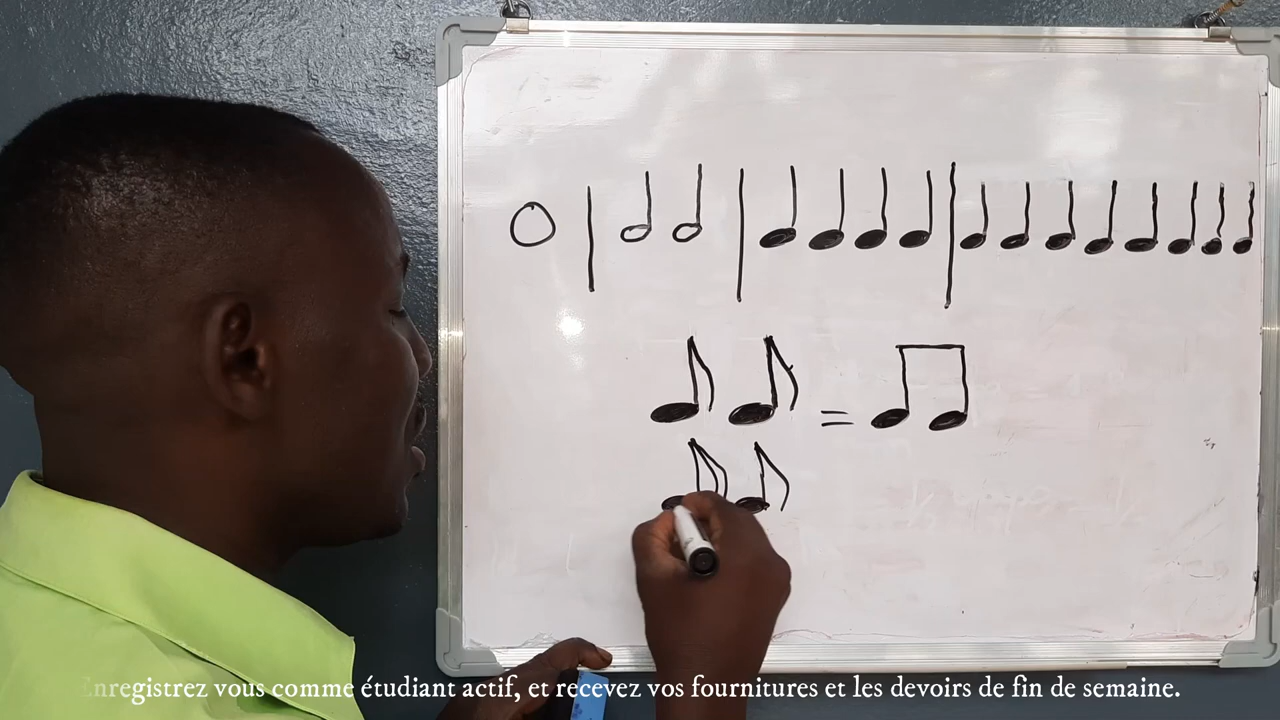 Enregistrez vous comme étudiant actif, et recevez vos fournitures et les devoirs de fin de semaine.